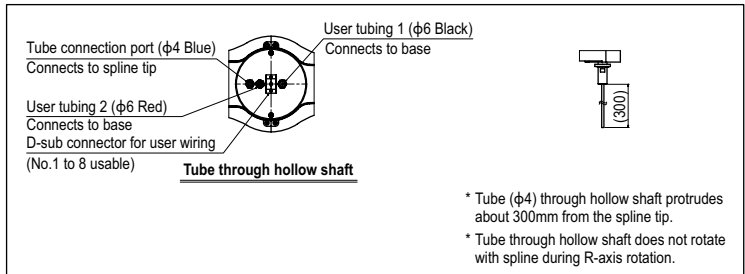 User tubing 1 (ϕ6 Black)
Connects to base
Tube connection port (ϕ4 Blue)
Connects to spline tip
User tubing 2 (ϕ6 Red)
Connects to base
D-sub connector for user wiring
(No.1 to 8 usable)
Tube through hollow shaft
(300)
* Tube (ϕ4) through hollow shaft protrudes
about 300mm from the spline tip.
* Tube through hollow shaft does not rotate
with spline during R-axis rotation.